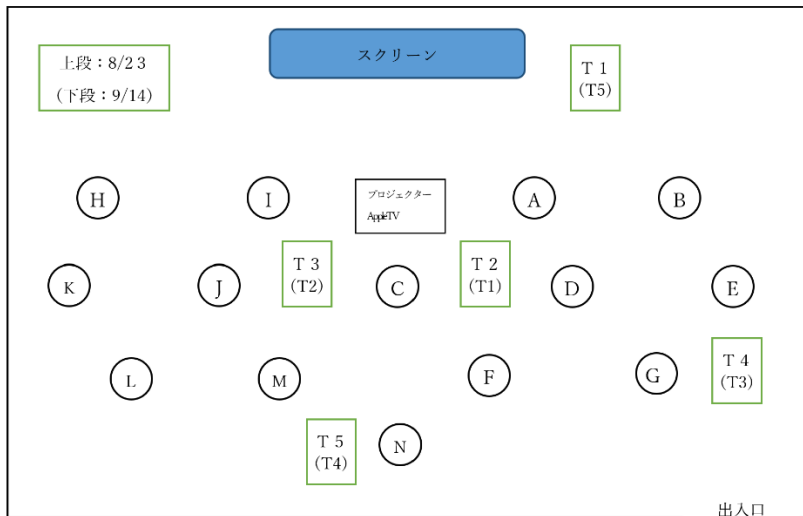 上段：8/2３
(下段：9/14)
スクリーン
Ｔ１
(T5)
H
I
プロジェクター
AppleTV
A
B
K
J
Ｔ３
(T2)
C
Ｔ２
(T1)
D
E
L
M
F
G
Ｔ４
(T3)
Ｔ５
(T4)
N
出入口